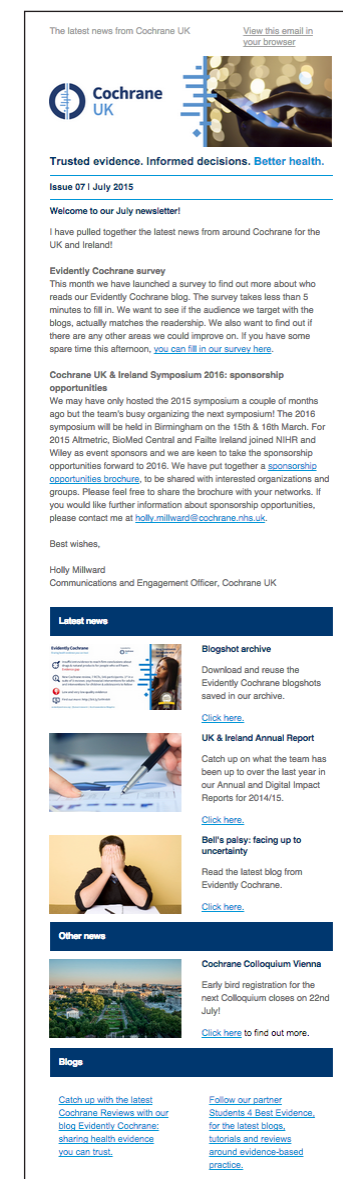 The latest news from Cochrane UK
View this email in
your browser
Cochrane
UK
Trusted evidence. Informed decisions. Better health.
Issue 07 I July 2015
Welcome to our July newsletter!
I have pulled together the latest news from around Cochrane for the
UK and Ireland!
Evidently Cochrane survey
This month we have launched a survey to find out more about who
reads our Evidently Cochrane blog. The survey takes less than 5
minutes to fill in. We want to see if the audience we target with the
blogs, actually matches the readership. We also want to find out if
there are any other areas we could improve on. If you have some
spare time this afternoon, you can fill in our survey here.
Cochrane UK & Ireland Symposium 2016: sponsorship
opportunities
We may have only hosted the 2015 symposium a couple of months
ago but the team's busy organizing the next symposium! The 2016
symposium will be held in Birmingham on the 15th & 16th March. For
2015 Altmetric, BioMed Central and Failte Ireland joined NIHR and
Wiley as event sponsors and we are keen to take the sponsorship
opportunities forward to 2016. We have put together a sponsorship
opportunities brochure, to be shared with interested organizations and
groups. Please feel free to share the brochure with your networks. If
you would like further information about sponsorship opportunities,
please contact me at holly.millward@cochrane.nhs.uk.
Best wishes,
Holly Millward
Communications and Engagement Officer, Cochrane UK
Latest news
Evidently Cochrane
Blogshot archive
Download and reuse the
Evidently Cochrane blogshots
saved in our archive.
Click here.
UK & Ireland Annual Report
Catch up on what the team has
been up to over the last year in
our Annual and Digital Impact
Reports for 2014/15.
Click here.
Bell's palsy: facing up to
uncertainty
Read the latest blog from
Evidently Cochrane.
Click here.
Other news
Cochrane Colloquium Vienna
Early bird registration for the
next Colloquium closes on 22nd
July!
Click here to find out more.
Blogs
Catch up with the latest
Cochrane Reviews with our
blog Evidently Cochrane:
sharing health evidence
you can trust.
Follow our partner
Students 4 Best Evidence,
for the latest blogs,
tutorials and reviews
around evidence-based
practice.